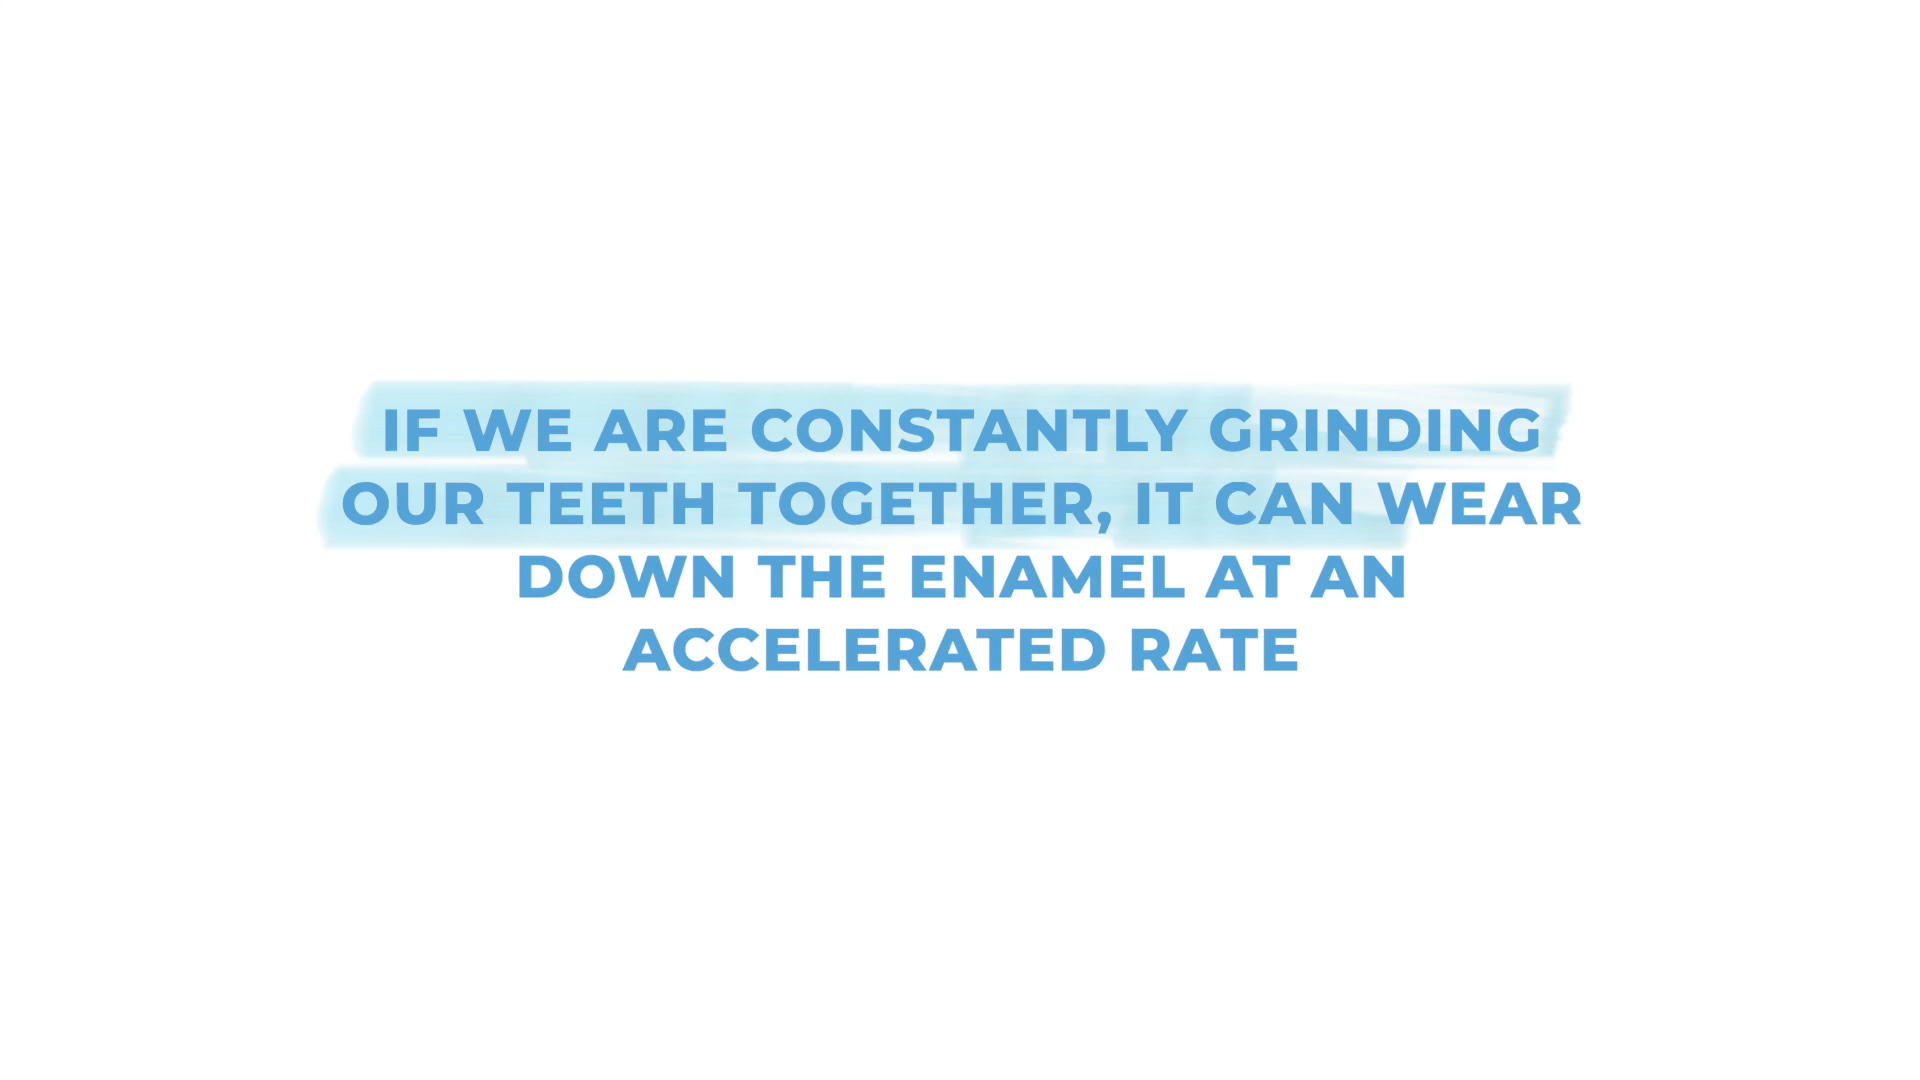 IF WE ARE CONSTANTLY GRINDING
OUR TEETH TOGETHER, IT CAN WEAR
DOWN THE ENAMEL AT AN
ACCELERATED RATE